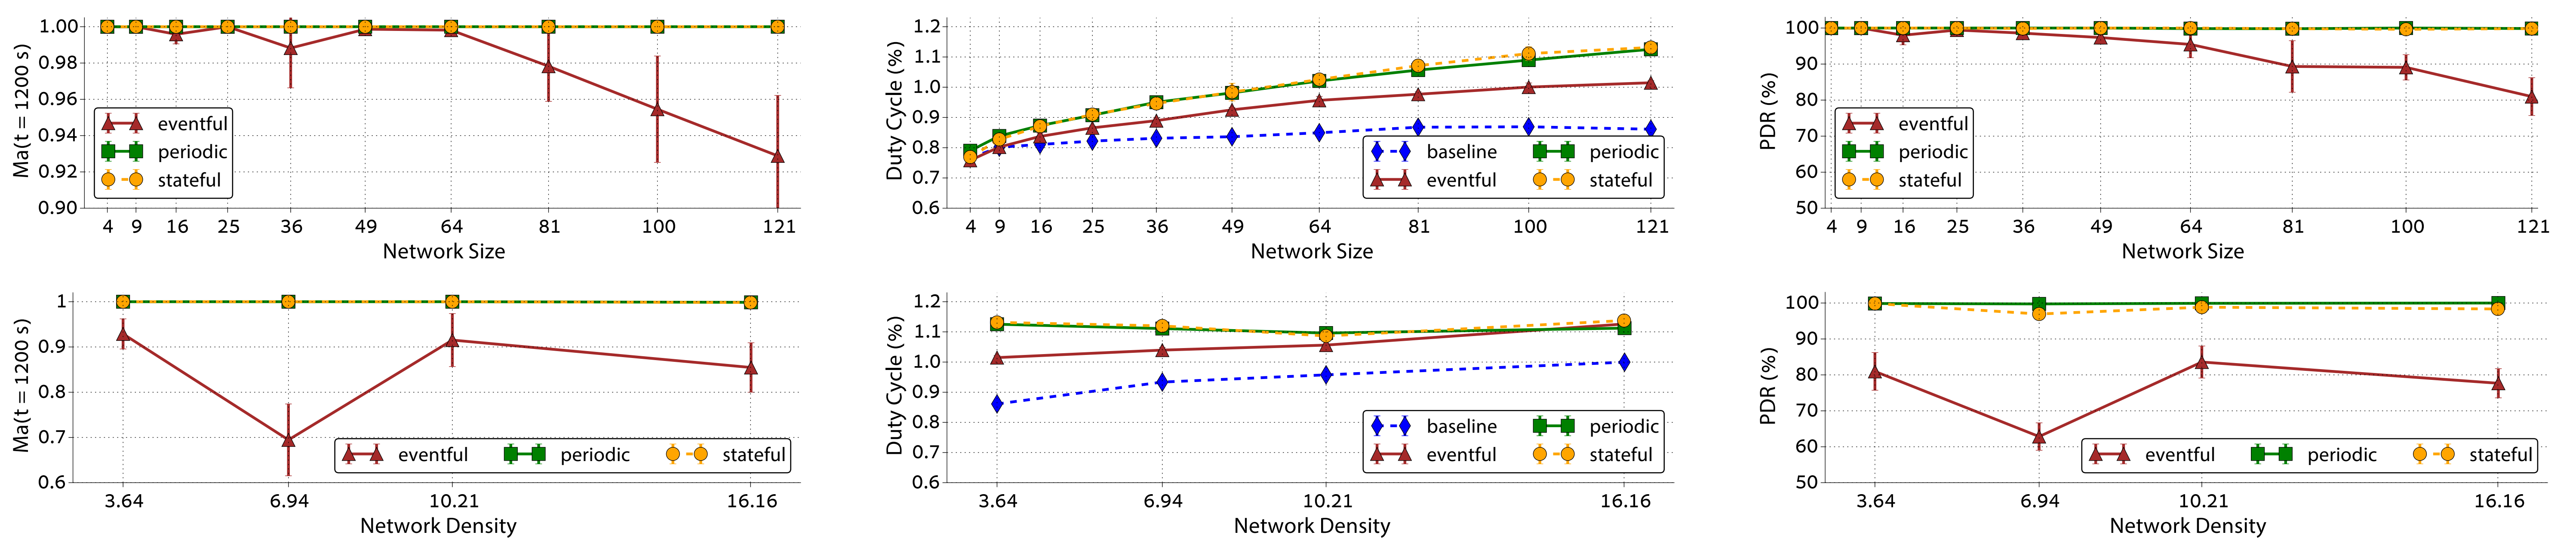 Ma(t = 1200 s)
1.00
0.98
0.96
0.94
0.92
0.90
eventful
periodic
stateful
4 9 16 25 36 49 64 81 100 121
Network Size
Duty Cycle (%)
1.2
1.1
1.0
0.9
0.8
0.7
0.6
baseline periodic
eventful stateful
4 9 16 25 36 49 64 81 100 121
Network Size
PDR (%)
100
90
80
70
60
50
eventful
periodic
stateful
4 9 16 25 36 49 64 81 100 121
Network Size
Ma(t = 1200 s)
1
0.9
0.8
0.7
0.6
eventful periodic stateful
3.64 6.94 10.21 16.16
Network Density
Duty Cycle (%)
1.2
1.1
1.0
0.9
0.8
0.7
0.6
baseline periodic
eventful stateful
3.64 6.94 10.21 16.16
Network Density
PDR (%)
100
90
80
70
60
50
eventful periodic stateful
3.64 6.94 10.21 16.16
Network Density